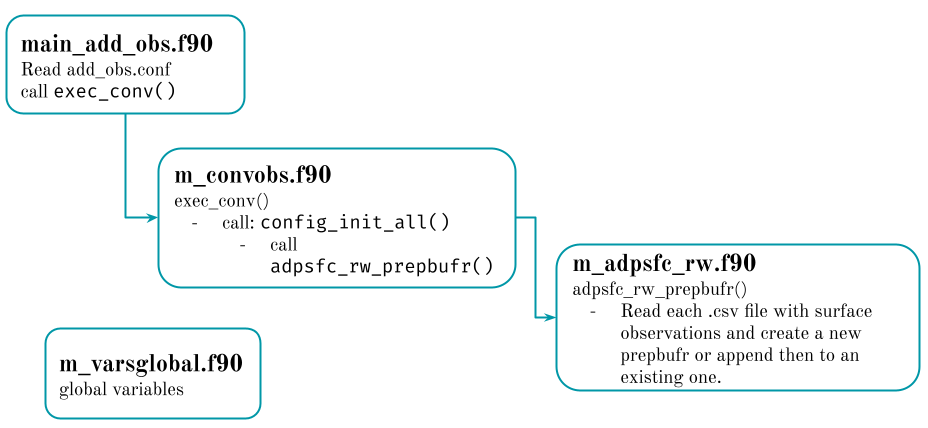 main_add_obs.f90
Read add_obs.conf
call exec_conv()
m_convobs.f90
exec_conv()
- call: config_init_all()
- call
adpsfc_rw_prepbufr()
m_adpsfc_rw.f90
adpsfc_rw_prepbufr()
- Read each .csv file with surface
observations and create a new
prepbufr or append then to an
existing one.
m_varsglobal.f90
global variables